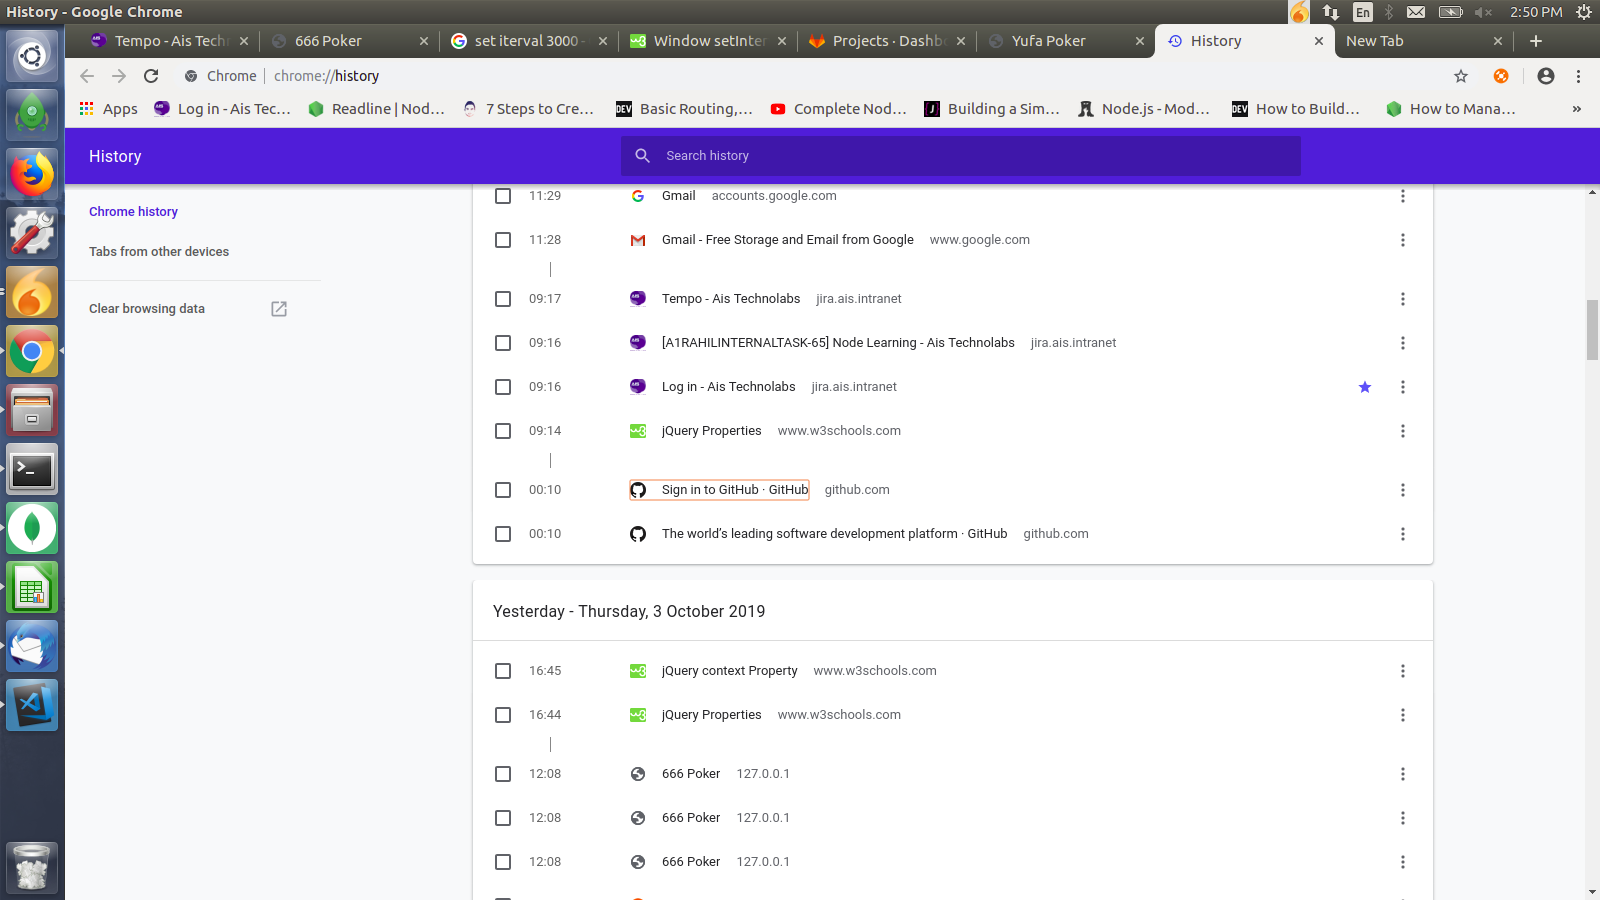 History - Google Chrome
En
2:50 PM
Tempo - Ais Tech
666 Poker
set iterval 3000 -
Window setInter
Projects · Dashb
Yufa Poker
History
New Tab
Chrome
chrome://history
Apps
Log in - Ais Tec...
Readline | Nod...
7 Steps to Cre...
DEV
Basic Routing,...
Complete Nod...
J
Building a Sim...
Node.js - Mod...
DEV
How to Build...
How to Mana...
»
History
Search history
Chrome history
Tabs from other devices
Clear browsing data
11:29 Gmail accounts.google.com
11:28 Gmail - Free Storage and Email from Google www.google.com
09:17 Tempo - Ais Technolabs jira.ais.intranet
09:16 [A1RAHILINTERNALTASK-65] Node Learning - Ais Technolabs jira.ais.intranet
09:16 Log in - Ais Technolabs jira.ais.intranet
09:14 jQuery Properties www.w3schools.com
00:10 Sign in to GitHub · GitHub github.com
00:10 The world’s leading software development platform · GitHub github.com
Yesterday - Thursday, 3 October 2019
16:45 jQuery context Property www.w3schools.com
16:44 jQuery Properties www.w3schools.com
12:08 666 Poker 127.0.0.1
12:08 666 Poker 127.0.0.1
12:08 666 Poker 127.0.0.1